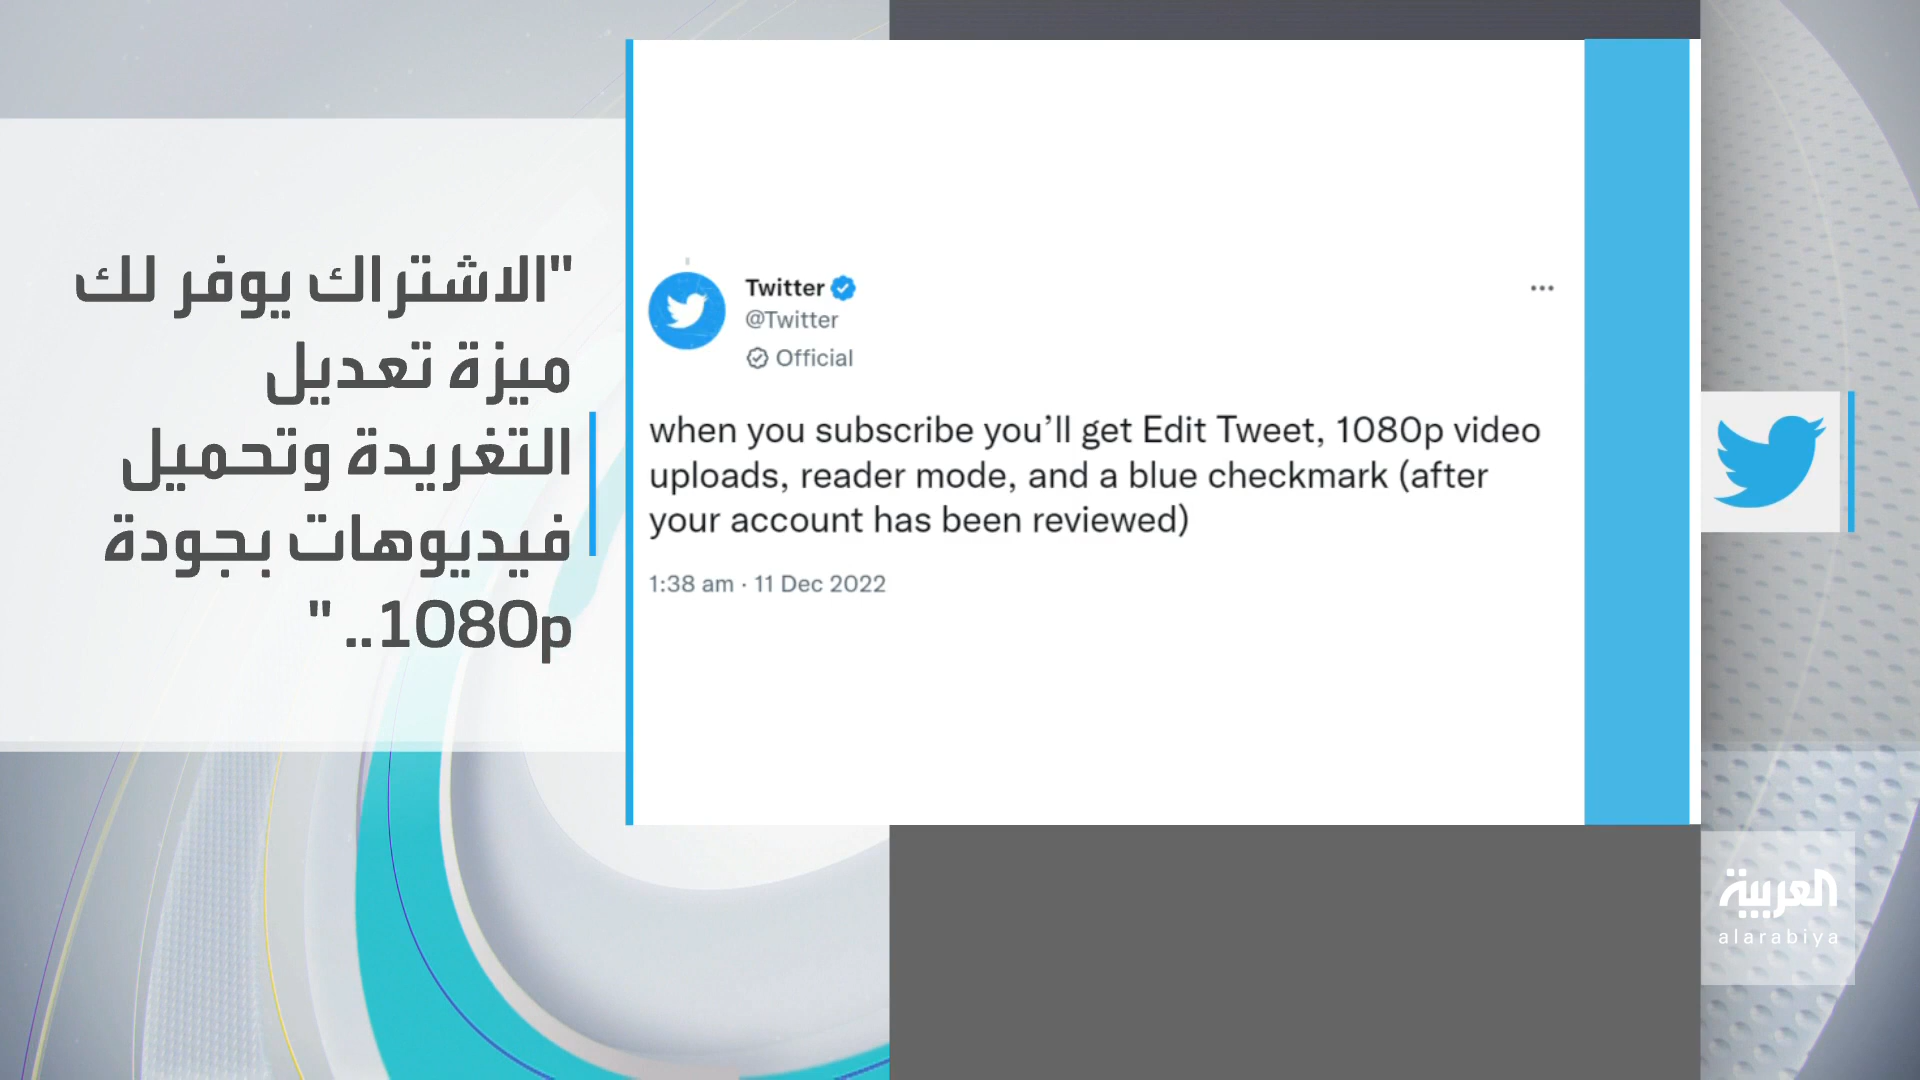 "الاشتراك يوفر لك
ميزة تعديل
التغريدة وتحميل
فيديوهات بجودة
1080p.. "
Twitter
@Twitter
Official
when you subscribe you’ll get Edit Tweet, 1080p video
uploads, reader mode, and a blue checkmark (after
your account has been reviewed)
1:38 am · 11 Dec 2022
العربية
alarabiya